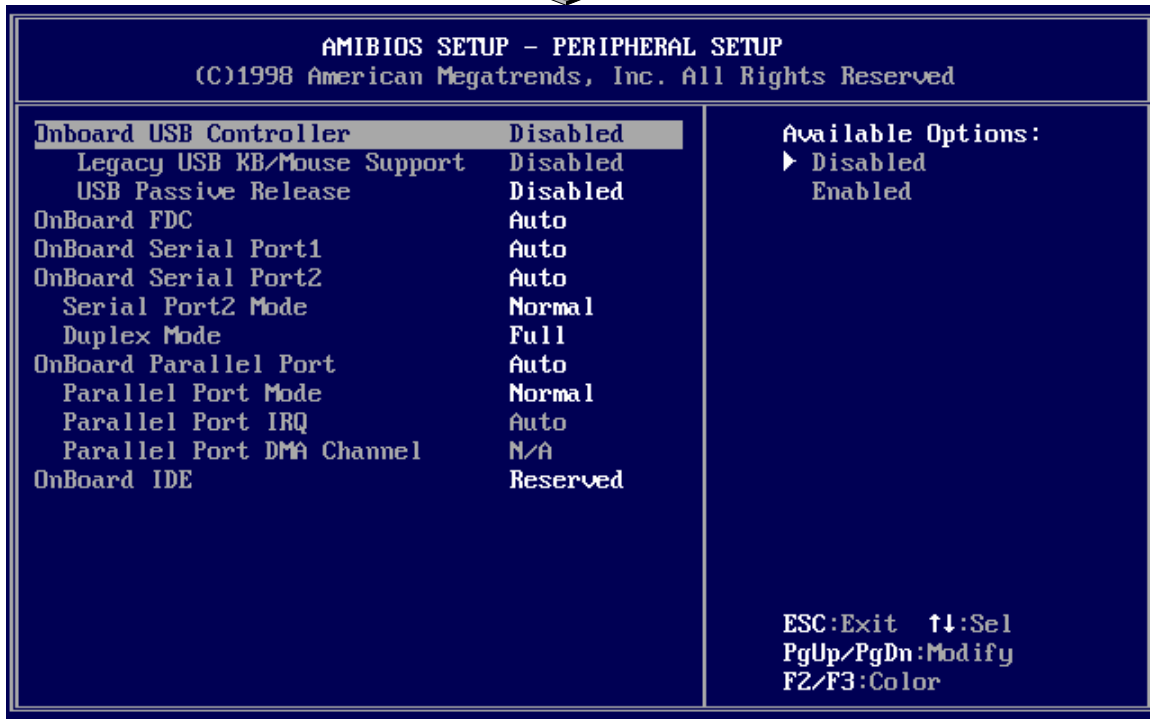 AMIBIOS SETUP - PERIPHERAL SETUP
(C)1998 American Megatrends, Inc. All Rights Reserved
Onboard USB Controller Disabled
Legacy USB KB/Mouse Support Disabled
USB Passive Release Disabled
OnBoard FDC Auto
OnBoard Serial Port1 Auto
OnBoard Serial Port2 Auto
Serial Port2 Mode Normal
Duplex Mode Full
OnBoard Parallel Port Auto
Parallel Port Mode Normal
Parallel Port IRQ Auto
Parallel Port DMA Channel N/A
OnBoard IDE Reserved
Available Options:
▶ Disabled
Enabled
ESC:Exit ↑↓:Sel
PgUp/PgDn:Modify
F2/F3:Color